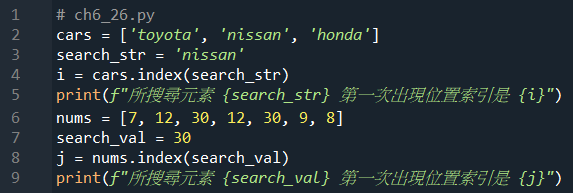 1 # ch6_26.py
2 cars = ['toyota', 'nissan', 'honda']
3 search_str = 'nissan'
4 i = cars.index(search_str)
5 print(f"所搜尋元素 {search_str} 第一次出現位置索引是 {i}")
6 nums = [7, 12, 30, 12, 30, 9, 8]
7 search_val = 30
8 j = nums.index(search_val)
9 print(f"所搜尋元素 {search_val} 第一次出現位置索引是 {j}")